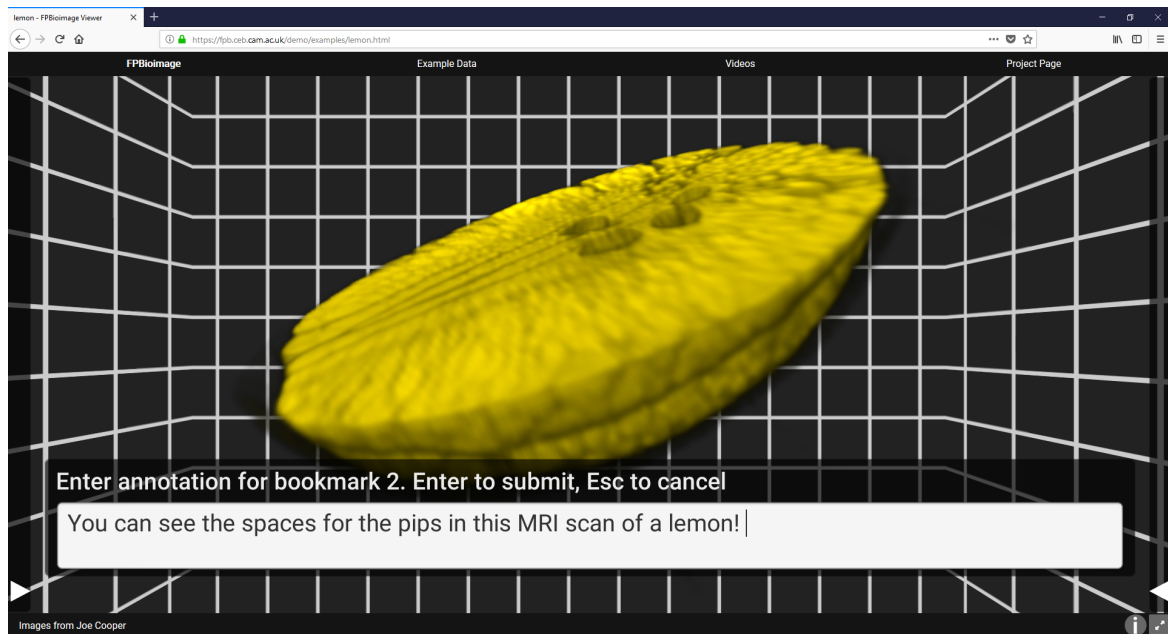 lemon - FPBioimage Viewer
https://fpb.ceb.cam.ac.uk/demo/examples/lemon.html
FPBioimage Example Data Videos Project Page
Enter annotation for bookmark 2. Enter to submit, Esc to cancel
You can see the spaces for the pips in this MRI scan of a lemon!
Images from Joe Cooper